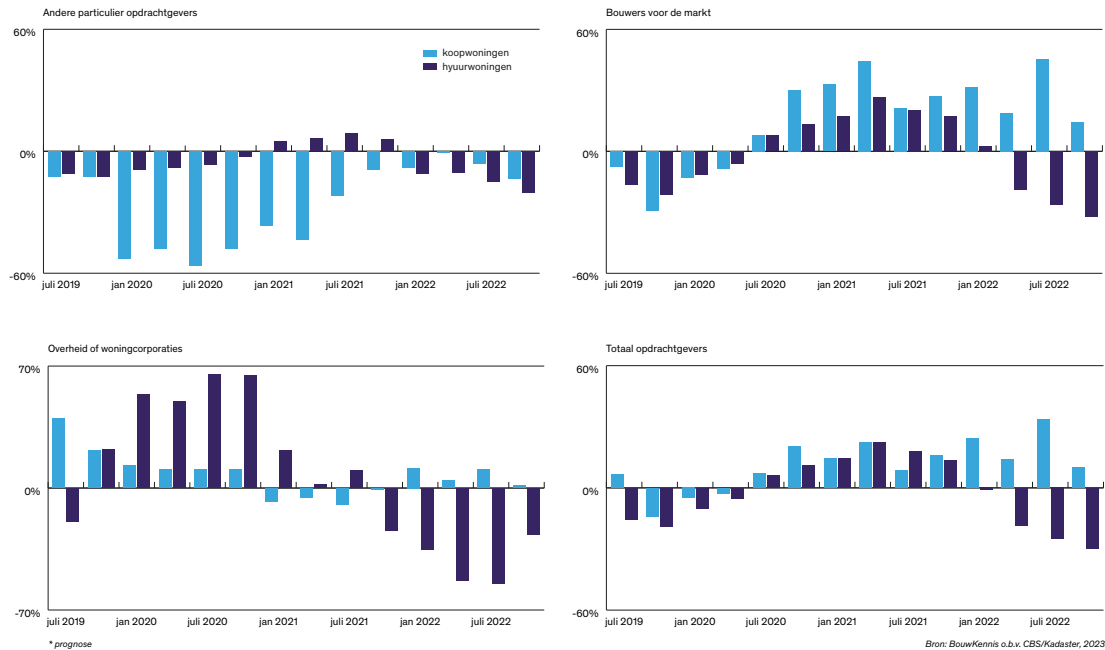 Andere particulier opdrachtgevers
60%
koopwoningen
hyuurwoningen
0%
-60%
juli 2019 jan 2020 juli 2020 jan 2021 juli 2021 jan 2022 juli 2022
Bouwers voor de markt
60%
0%
-60%
juli 2019 jan 2020 juli 2020 jan 2021 juli 2021 jan 2022 juli 2022
Overheid of woningcorporaties
70%
0%
-70%
juli 2019 jan 2020 juli 2020 jan 2021 juli 2021 jan 2022 juli 2022
* prognose
Totaal opdrachtgevers
60%
0%
-60%
juli 2019 jan 2020 juli 2020 jan 2021 juli 2021 jan 2022 juli 2022
Bron: BouwKennis o.b.v. CBS/Kadaster, 2023